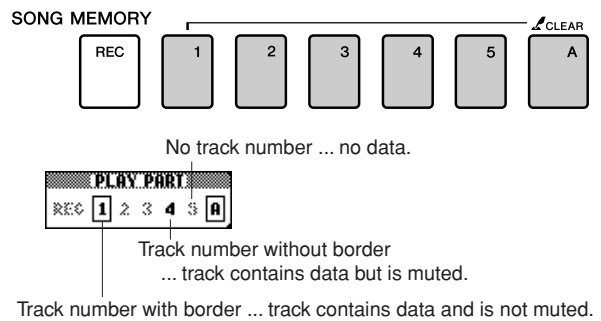 SONG MEMORY
CLEAR
REC 1 2 3 4 5 A
No track number ... no data.
PLAY PART
REC 1 2 3 4 5 A
Track number without border
... track contains data but is muted.
Track number with border ... track contains data and is not muted.